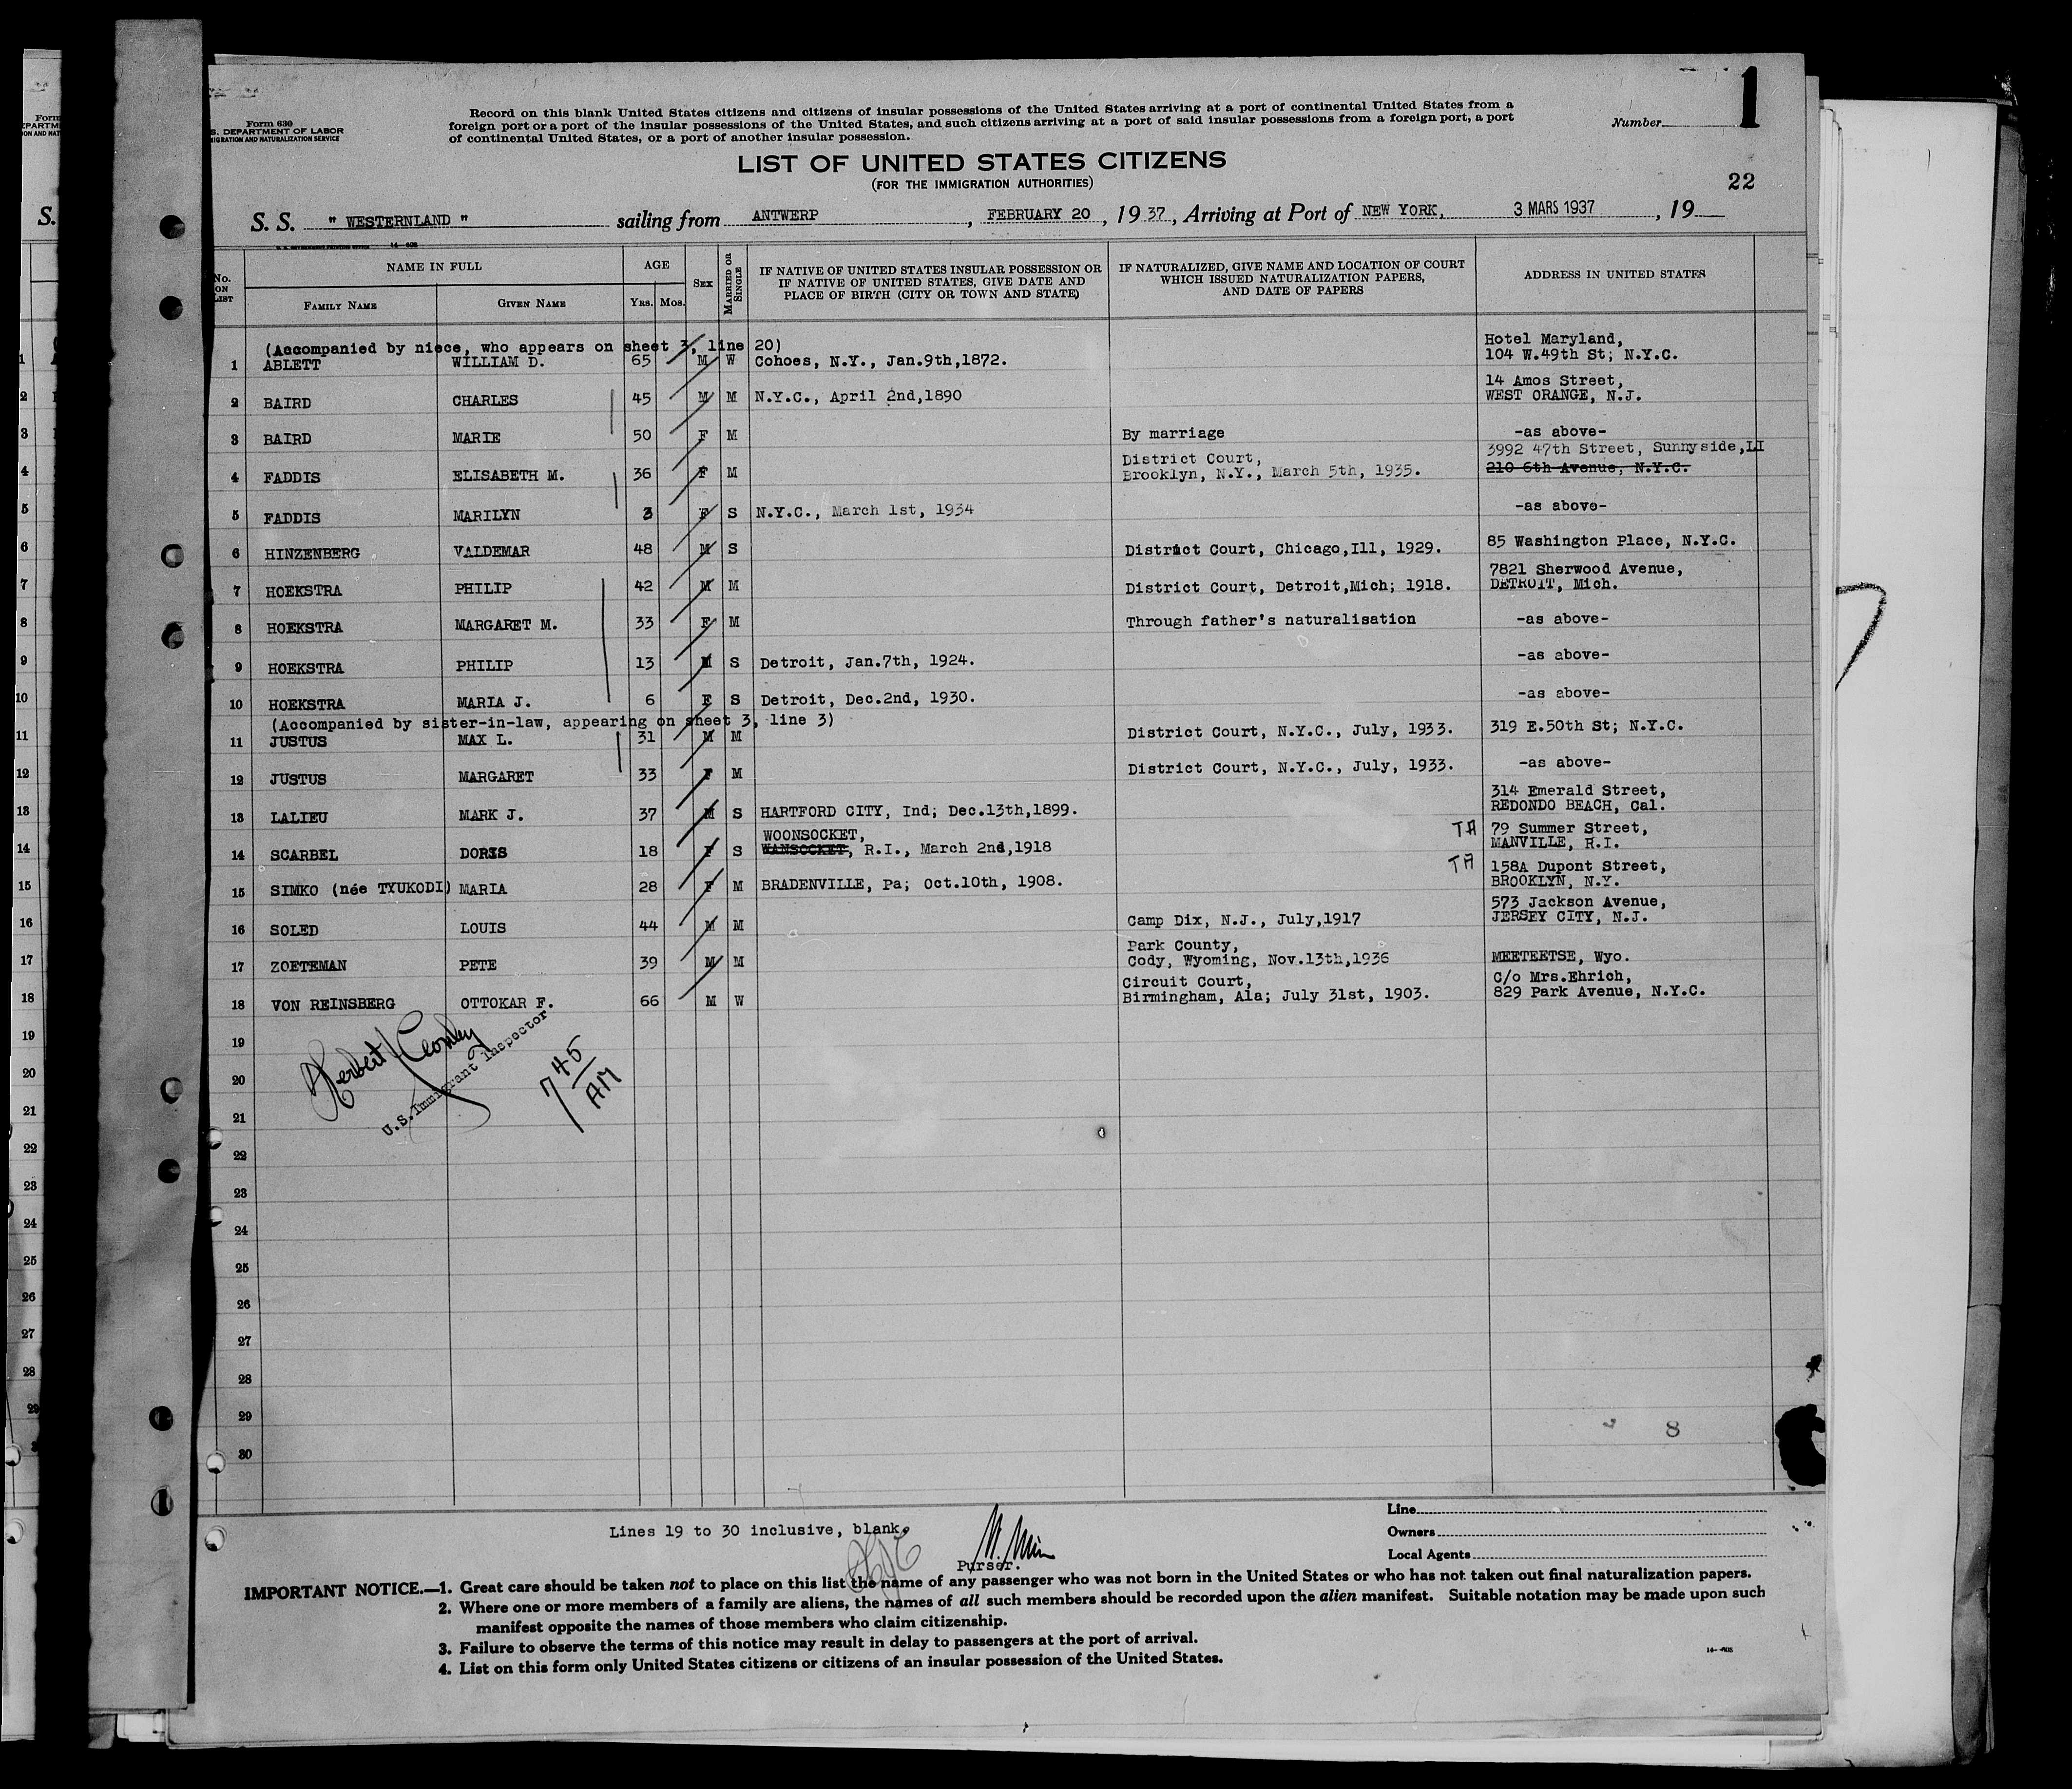 Form 630
S. DEPARTMENT OF LABOR
IGRATION AND NATURALIZATION SERVICE
Record on this blank United States citizens and citizens of insular possessions of the United States arriving at a port of continental United States from a
foreign port or a port of the insular possessions of the United States, and such citizens arriving at a port of said insular possessions from a foreign port, a port
of continental United States, or a port of another insular possession.
Number 1
LIST OF UNITED STATES CITIZENS
(FOR THE IMMIGRATION AUTHORITIES)
22
S. S. " WESTERNLAND " sailing from ANTWERP, FEBRUARY 20, 1937, Arriving at Port of NEW YORK, 3 MARS 1937, 19
No. ON LIST
NAME IN FULL
FAMILY NAME
GIVEN NAME
AGE
YRS. MOS.
SEX
MARRIED OR SINGLE
IF NATIVE OF UNITED STATES INSULAR POSSESSION OR
IF NATIVE OF UNITED STATES, GIVE DATE AND
PLACE OF BIRTH (CITY OR TOWN AND STATE)
IF NATURALIZED, GIVE NAME AND LOCATION OF COURT
WHICH ISSUED NATURALIZATION PAPERS,
AND DATE OF PAPERS
ADDRESS IN UNITED STATES
(Accompanied by niece, who appears on sheet 3, line 20)
1 ABLETT WILLIAM D. 65 M W Cohoes, N.Y., Jan.9th,1872. Hotel Maryland,
104 W.49th St; N.Y.C.
2 BAIRD CHARLES 45 M M N.Y.C., April 2nd,1890 14 Amos Street,
WEST ORANGE, N.J.
3 BAIRD MARIE 50 F M By marriage -as above-
4 FADDIS ELISABETH M. 36 F M District Court,
Brooklyn, N.Y., March 5th, 1935. 3992 47th Street, Sunnyside,LI
210 6th Avenue, N.Y.C.
5 FADDIS MARILYN 3 F S N.Y.C., March 1st, 1934 -as above-
6 HINZENBERG VALDEMAR 48 M S District Court, Chicago,Ill, 1929. 85 Washington Place, N.Y.C.
7 HOEKSTRA PHILIP 42 M M District Court, Detroit,Mich; 1918. 7821 Sherwood Avenue,
DETROIT, Mich.
8 HOEKSTRA MARGARET M. 33 F M Through father's naturalisation -as above-
9 HOEKSTRA PHILIP 13 M S Detroit, Jan.7th, 1924. -as above-
10 HOEKSTRA MARIA J. 6 F S Detroit, Dec.2nd, 1930. -as above-
(Accompanied by sister-in-law, appearing on sheet 3, line 3)
11 JUSTUS MAX L. 31 M M District Court, N.Y.C., July, 1933. 319 E.50th St; N.Y.C.
12 JUSTUS MARGARET 33 F M District Court, N.Y.C., July, 1933. -as above-
13 LALIEU MARK J. 37 M S HARTFORD CITY, Ind; Dec.13th,1899. 314 Emerald Street,
REDONDO BEACH, Cal.
14 SCARBEL DORIS 18 F S WOONSOCKET,
WANSOCKET, R.I., March 2nd,1918 TA 79 Summer Street,
MANVILLE, R.I.
15 SIMKO (née TYUKODI) MARIA 28 F M BRADENVILLE, Pa; Oct.10th, 1908. TA 158A Dupont Street,
BROOKLYN, N.Y.
16 SOLED LOUIS 44 M M Camp Dix, N.J., July,1917 573 Jackson Avenue,
JERSEY CITY, N.J.
17 ZOETEMAN PETE 39 M M Park County,
Cody, Wyoming, Nov.13th,1936 MEETEETSE, Wyo.
18 VON REINSBERG OTTOKAR F. 66 M W Circuit Court,
Birmingham, Ala; July 31st, 1903. C/o Mrs.Ehrich,
829 Park Avenue, N.Y.C.
19
20
21
22
23
24
25
26
27
28
29
30
Herbert
U.S. Immigrant Inspector
7 45
AM
8
Lines 19 to 30 inclusive, blank.
Purser.
Line
Owners
Local Agents
IMPORTANT NOTICE.—1. Great care should be taken not to place on this list the name of any passenger who was not born in the United States or who has not taken out final naturalization papers.
2. Where one or more members of a family are aliens, the names of all such members should be recorded upon the alien manifest. Suitable notation may be made upon such
manifest opposite the names of those members who claim citizenship.
3. Failure to observe the terms of this notice may result in delay to passengers at the port of arrival.
4. List on this form only United States citizens or citizens of an insular possession of the United States.